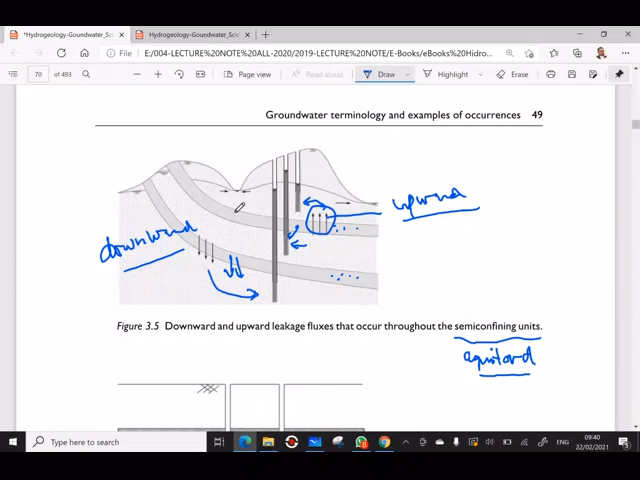 *Hydrogeology-Groundwater_Scie
Hydrogeology-Groundwater_Scie
File
E:/004-LECTURE%20NOTE%20ALL-2020/2019-LECTURE%20NOTE/E-Books/eBooks%20Hidro...
70
of 493
Page view
Read aloud
Draw
Highlight
Erase
Groundwater terminology and examples of occurrences 49
upward
downward
Figure 3.5 Downward and upward leakage fluxes that occur throughout the semiconfining units.
aquitard
Type here to search
ENG
09:40
22/02/2021